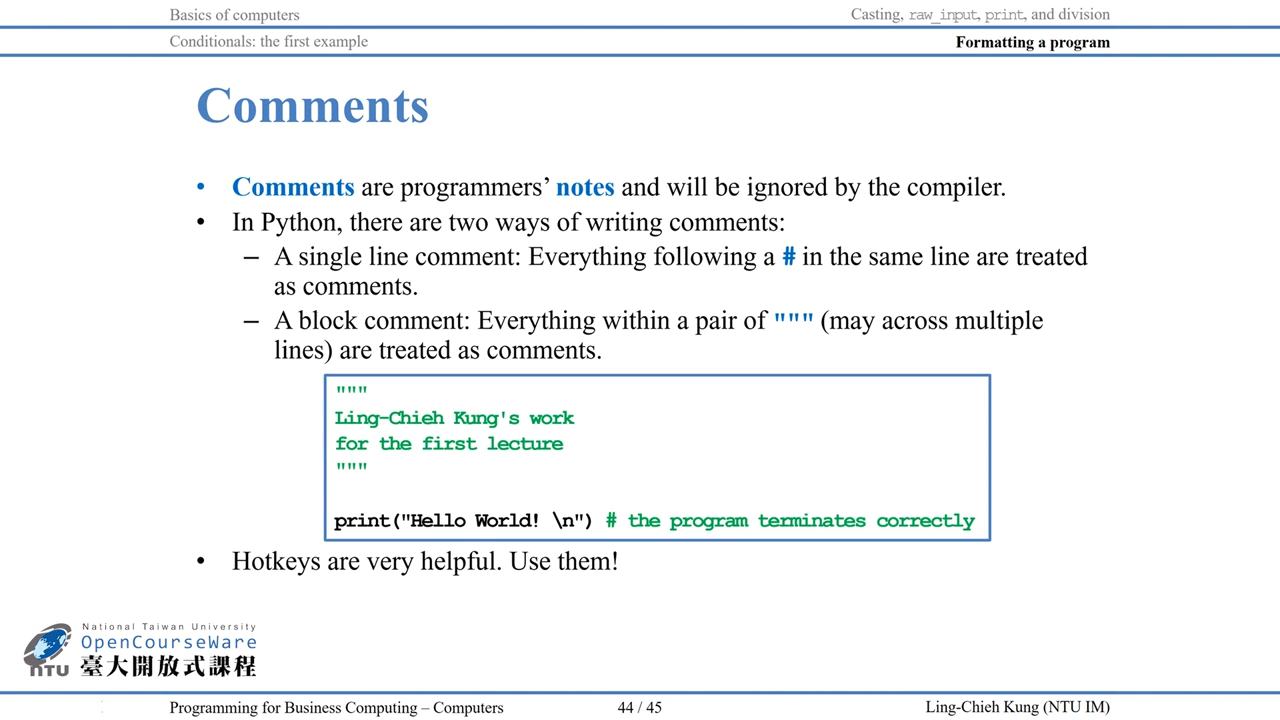 Basics of computers
Casting, raw_input, print, and division
Conditionals: the first example
Formatting a program
Comments
• Comments are programmers’ notes and will be ignored by the compiler.
• In Python, there are two ways of writing comments:
– A single line comment: Everything following a # in the same line are treated
as comments.
– A block comment: Everything within a pair of """ (may across multiple
lines) are treated as comments.
"""
Ling-Chieh Kung's work
for the first lecture
"""
print("Hello World! \n") # the program terminates correctly
• Hotkeys are very helpful. Use them!
National Taiwan University
OpenCourseWare
臺大開放式課程
NTU
Programming for Business Computing – Computers
44 / 45
Ling-Chieh Kung (NTU IM)